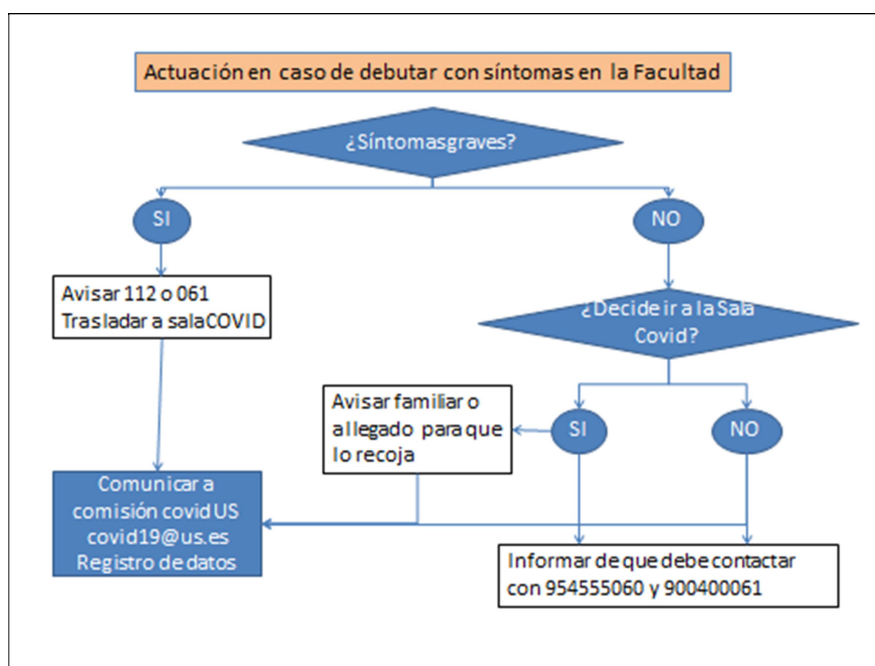 Actuación en caso de debutar con síntomas en la Facultad
¿Síntomasgraves?
SI
NO
Avisar 112 o 061
Trasladar a salaCOVID
¿Decide ir a la Sala
Covid?
Avisar familiar o
allegado para que
lo recoja
SI
NO
Comunicar a
comisión covid US
covid19@us.es
Registro de datos
Informar de que debe contactar
con 954555060 y 900400061